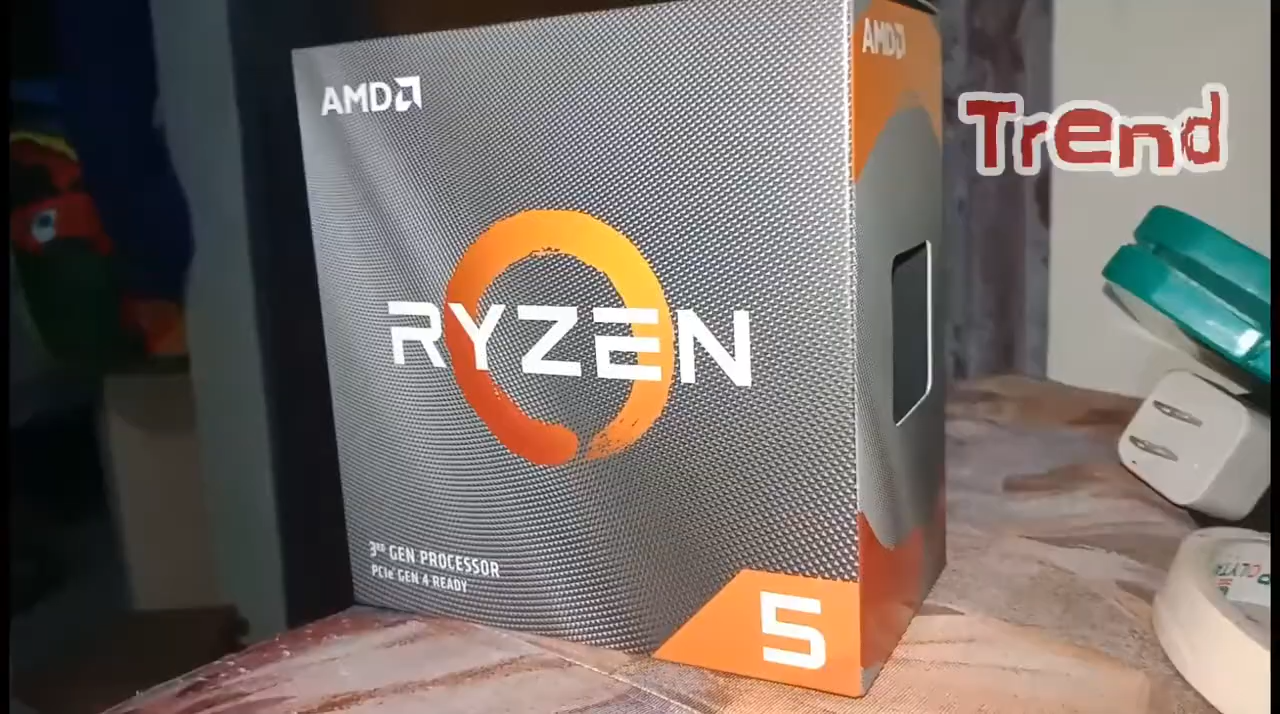 AMD
AMD
Trend
RYZEN
3RD GEN PROCESSOR
PCIe® GEN 4 READY
5